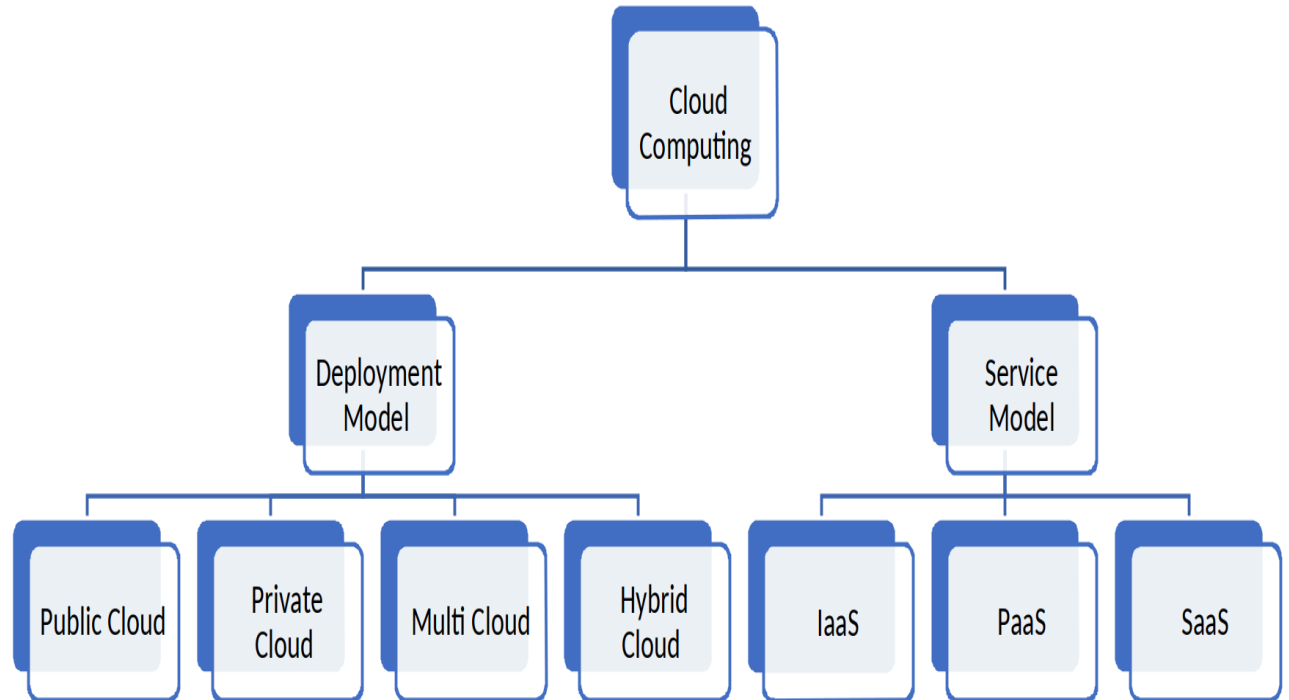 Cloud
Computing
Deployment
Model
Service
Model
Public Cloud
Private
Cloud
Multi Cloud
Hybrid
Cloud
IaaS
PaaS
SaaS